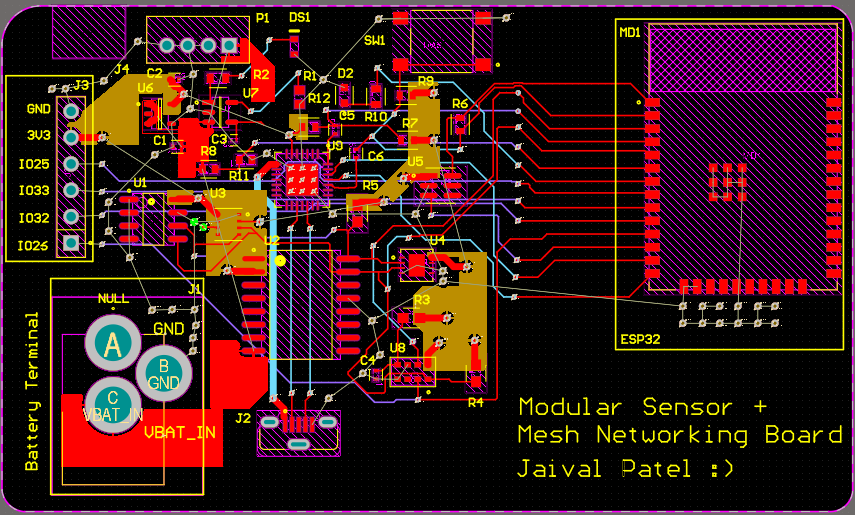 P1
DS1
SW1
MD1
J4
J3
C2
U6
R2
U7
R1
D2
R12
R9
R10
R6
GND
C5
R7
3V3
C1
C3
U9
R8
C6
U5
IO25
R11
R5
U1
U3
IO33
IO32
U2
U4
IO26
J1
NULL
R3
GND
A
ESP32
B
GND
U8
C4
C
VBAT_IN
R4
VBAT_IN
J2
Battery Terminal
Modular Sensor +
Mesh Networking Board
Jaival Patel :)